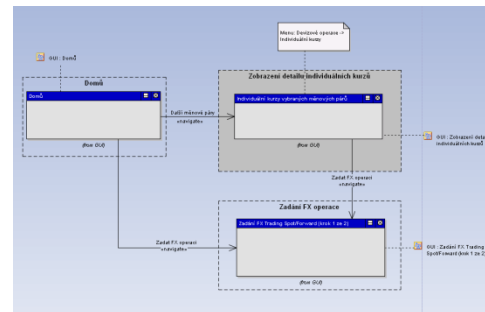 Menu: Devizové operace ->
Individuální kurzy
GUI : Domů
Domů
Domů
(from GUI)
Další měnové páry
«navigate»
Zobrazení detailu individuálních kurzů
Individuální kurzy vybraných měnových párů
(from GUI)
GUI : Zobrazení deta
individuálních kurzů
Zadat FX operaci
«navigate»
Zadat FX operaci
«navigate»
Zadání FX operace
Zadání FX Trading Spot/Forward (krok 1 ze 2)
(from GUI)
GUI : Zadání FX Trading
Spot/Forward (krok 1 ze 2)